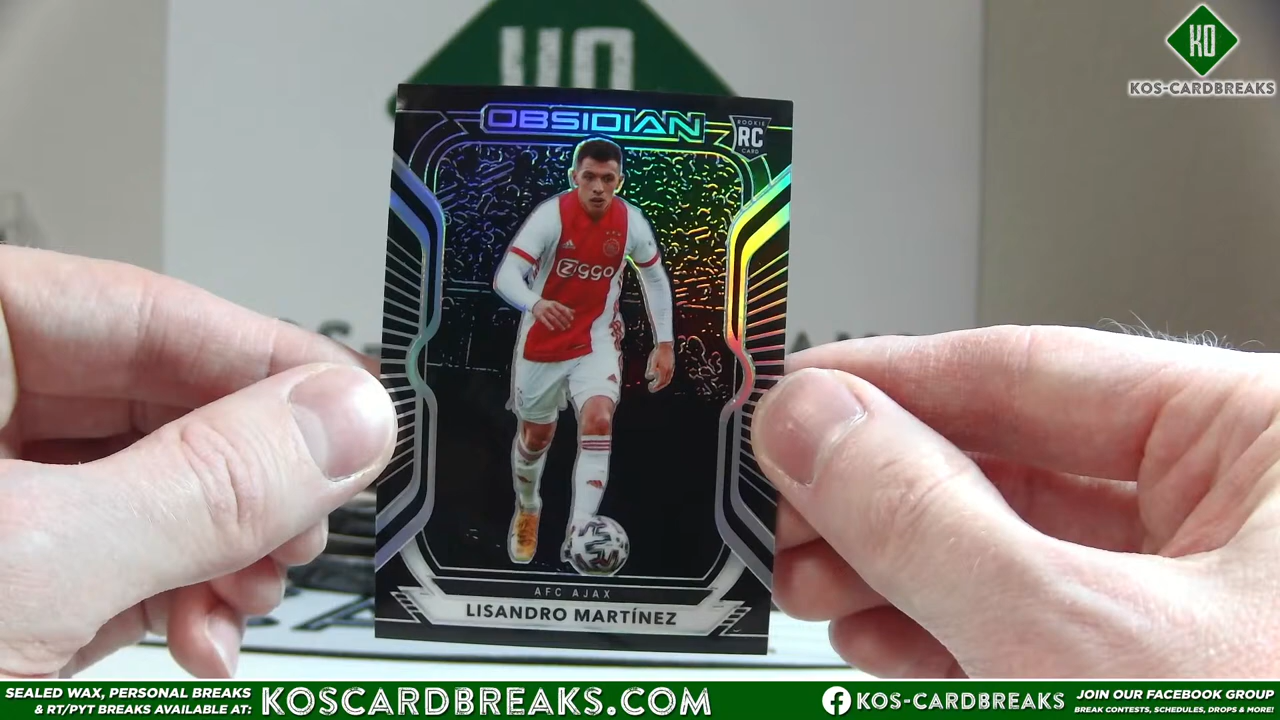 KO
KO
KOS-CARDBREAKS
OBSIDIAN
ROOKIE
RC
CARD
Ziggo
AFC AJAX
LISANDRO MARTÍNEZ
SEALED WAX, PERSONAL BREAKS
& RT/PYT BREAKS AVAILABLE AT:
KOSCARDBREAKS.COM
KOS-CARDBREAKS
JOIN OUR FACEBOOK GROUP
BREAK CONTESTS, SCHEDULES, DROPS & MORE!